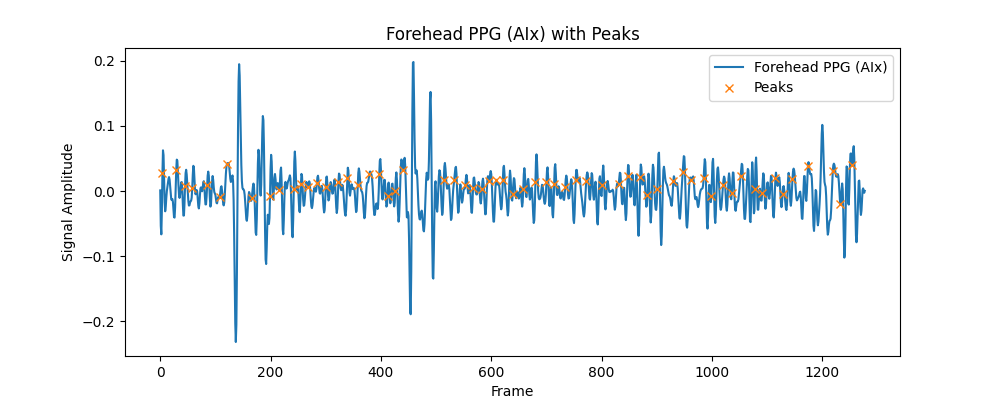 Forehead PPG (AIx) with Peaks
Forehead PPG (AIx)
Peaks
Signal Amplitude
0.2
0.1
0.0
−0.1
−0.2
0 200 400 600 800 1000 1200
Frame